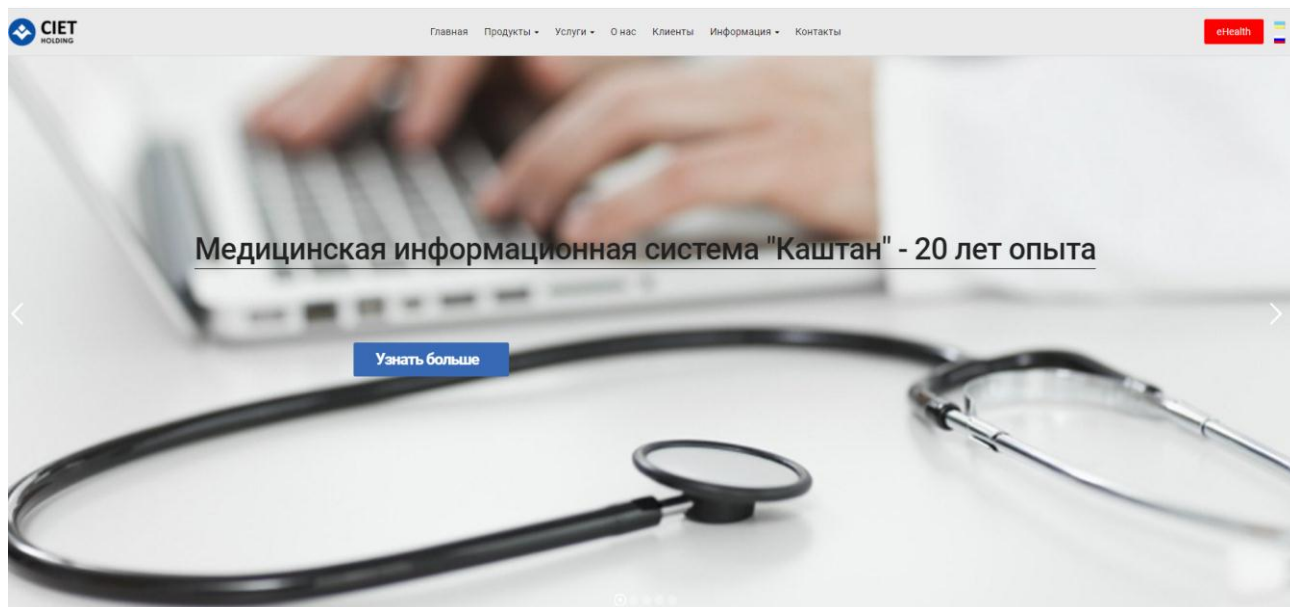 CIET
HOLDING
Главная Продукты Услуги О нас Клиенты Информация Контакты
eHealth
Медицинская информационная система "Каштан" - 20 лет опыта
Узнать больше